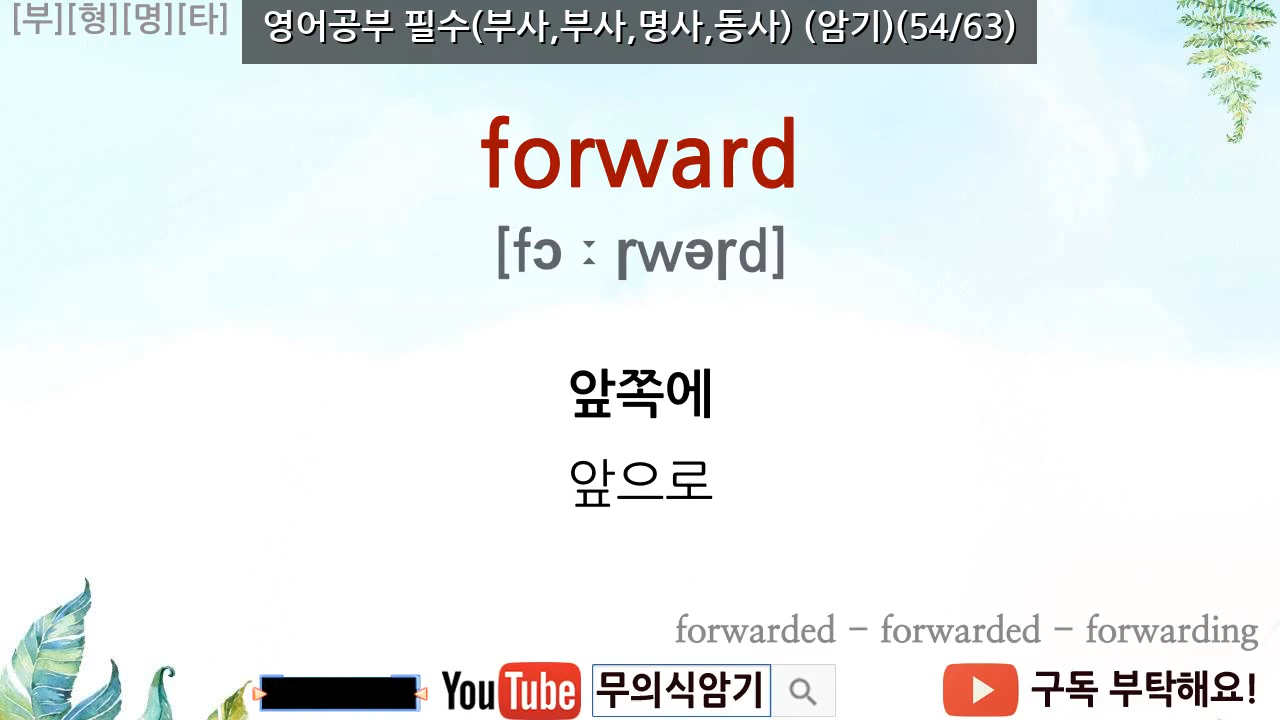 [부][형][명][타]
영어공부 필수(부사,부사,명사,동사) (암기)(54/63)
forward
[fɔːrwərd]
앞쪽에
앞으로
forwarded - forwarded - forwarding
YouTube 무의식암기
구독 부탁해요!